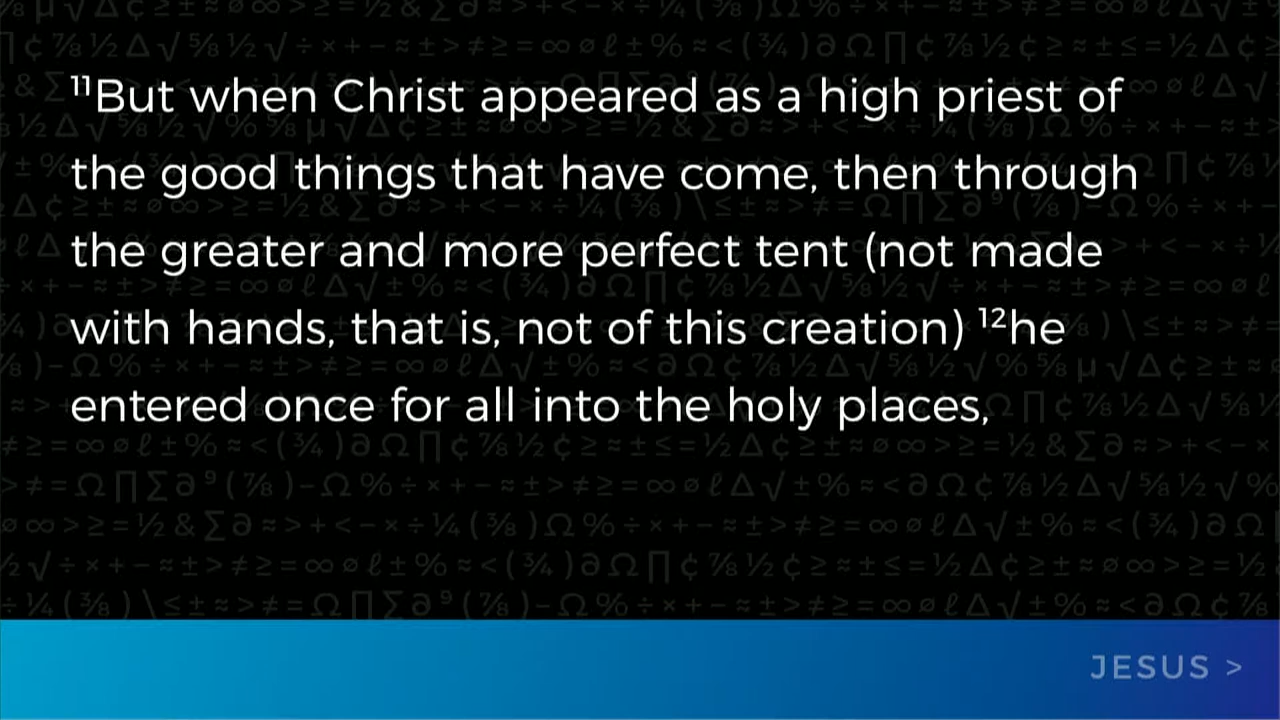 ¹¹But when Christ appeared as a high priest of
the good things that have come, then through
the greater and more perfect tent (not made
with hands, that is, not of this creation) ¹²he
entered once for all into the holy places,
JESUS >